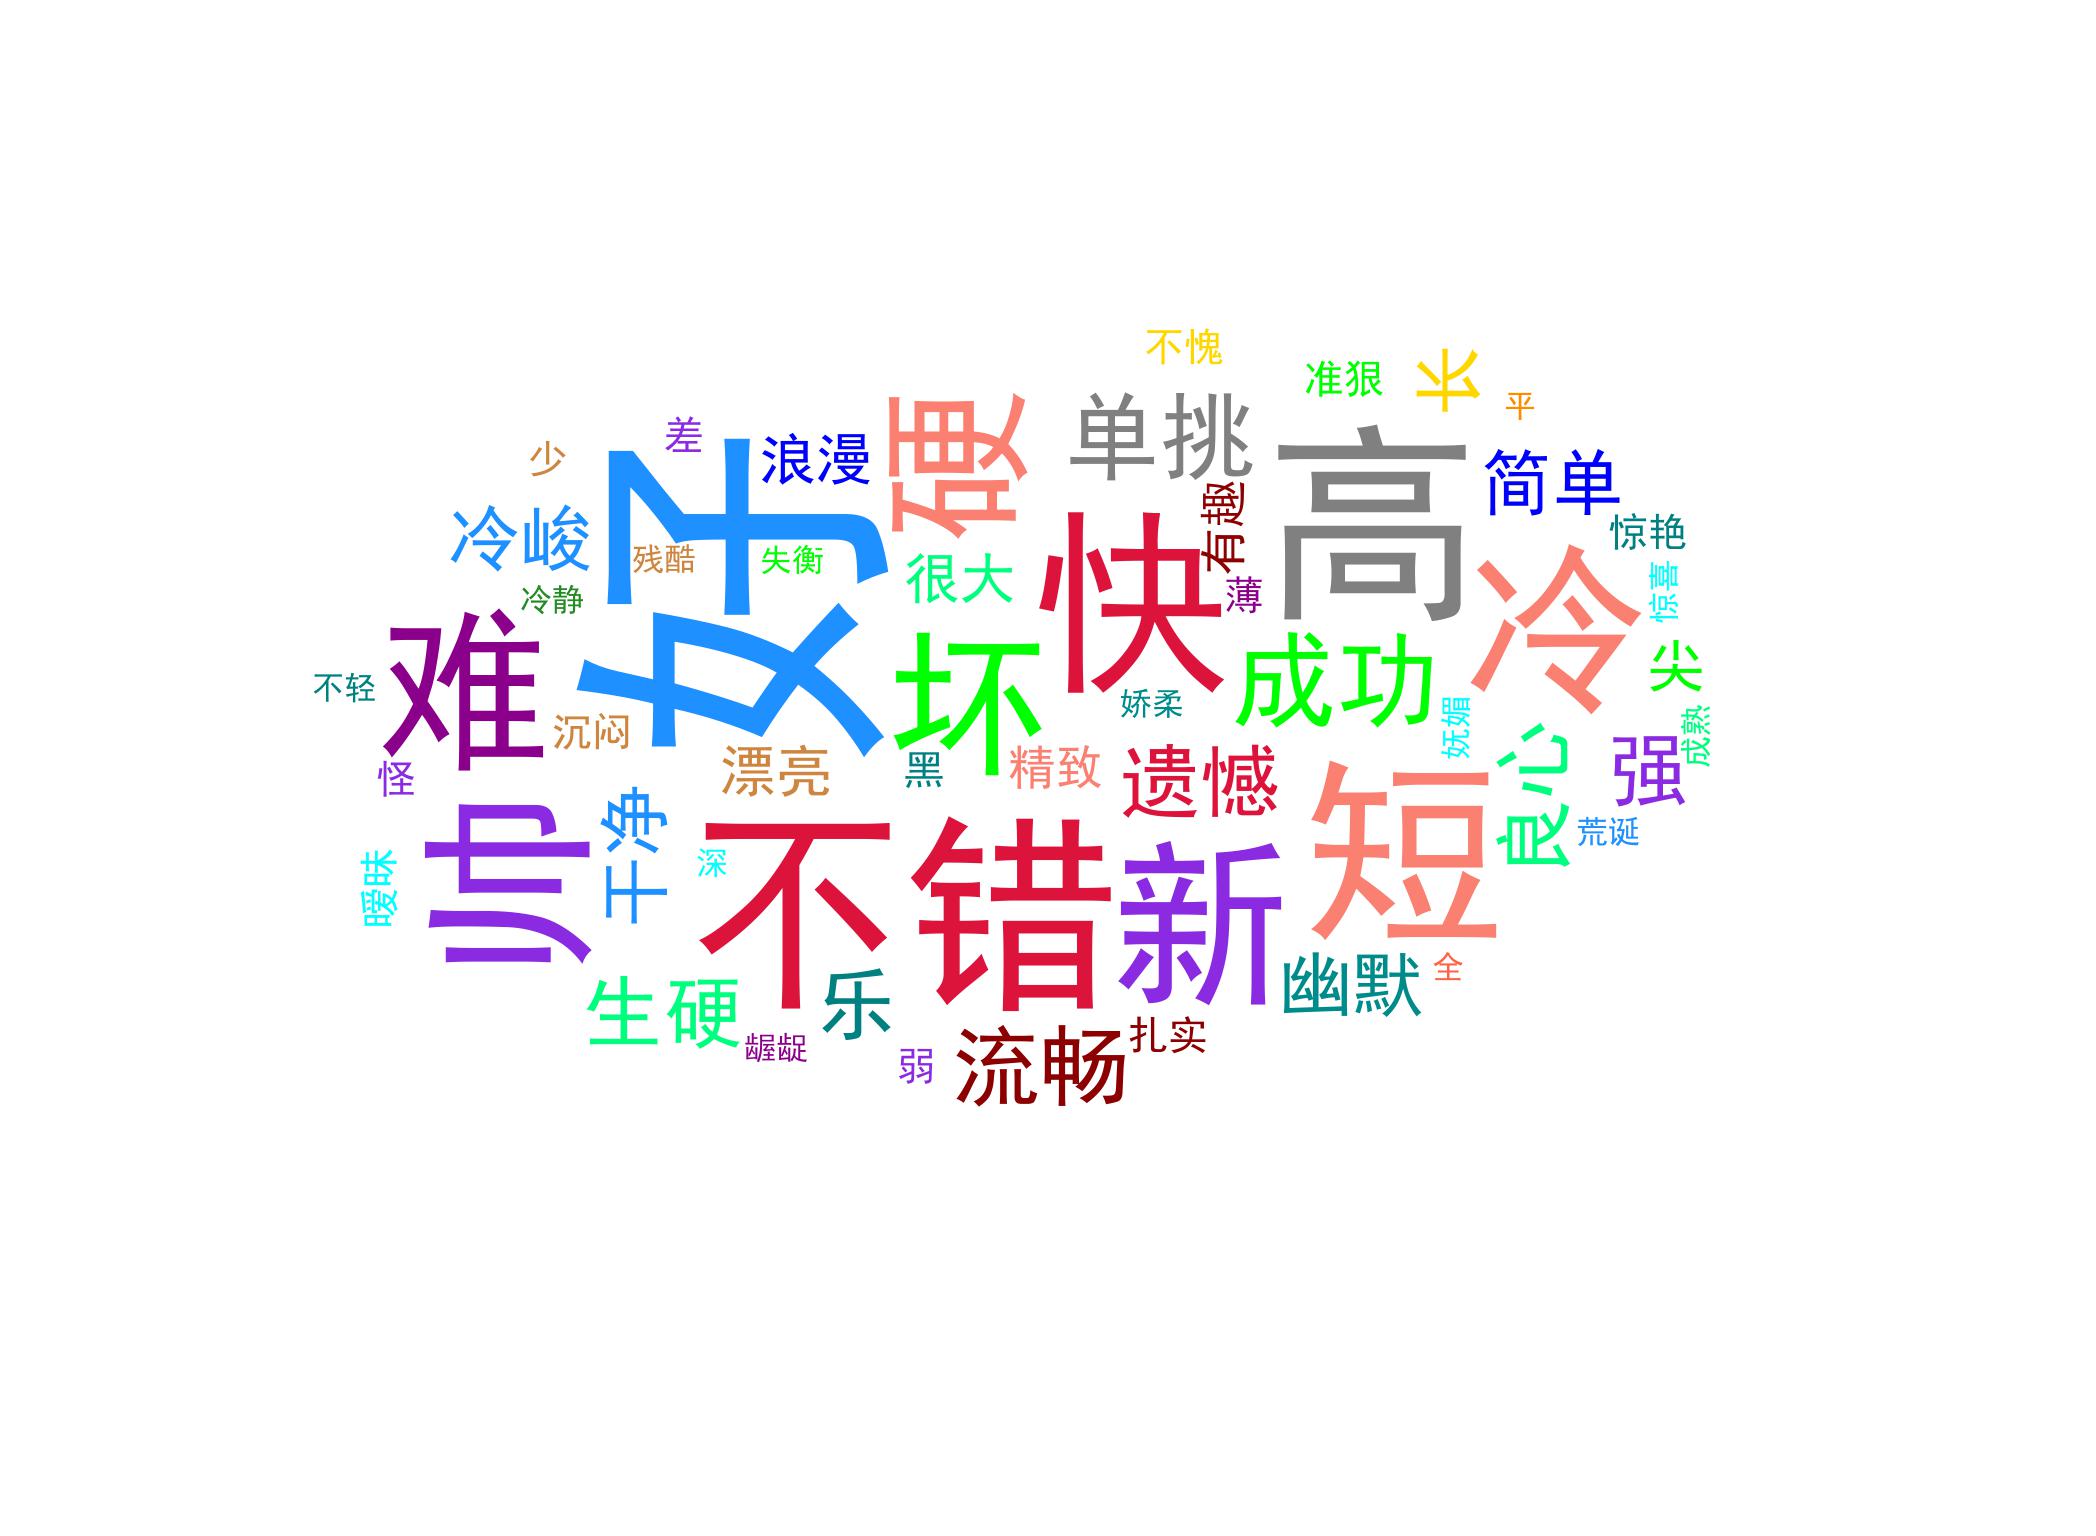 不愧
准狠
长
平
差
少
浪漫
硬
单挑
高
简单
好
冷峻
残酷
失衡
很大
快
有趣
薄
惊艳
冷
惊喜
冷静
难
不轻
坏
成功
娇柔
妩媚
尖
成熟
强
沉闷
怪
漂亮
黑
精致
遗憾
短
良心
荒诞
帅
暧昧
干净
深
不错
新
幽默
全
生硬
龌龊
乐
弱
流畅
扎实